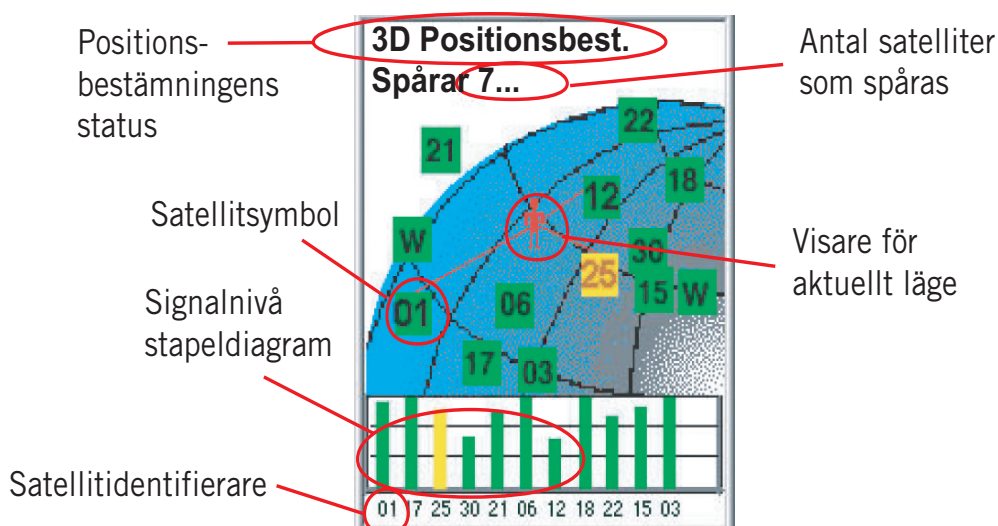 Positions-
bestämningens
status
3D Positionsbest.
Spårar 7...
Antal satelliter
som spåras
Satellitsymbol
Signalnivå
stapeldiagram
Satellitidentifierare
Visare för
aktuellt läge
22
21
12
18
W
30
25
01
06
15 W
17
03
01 17 25 30 21 06 12 18 22 15 03